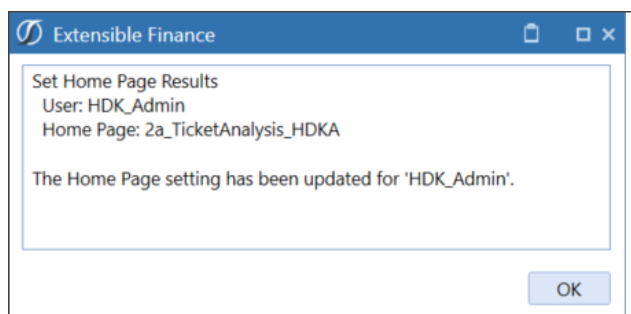 Extensible Finance
Set Home Page Results
User: HDK_Admin
Home Page: 2a_TicketAnalysis_HDKA
The Home Page setting has been updated for 'HDK_Admin'.
OK